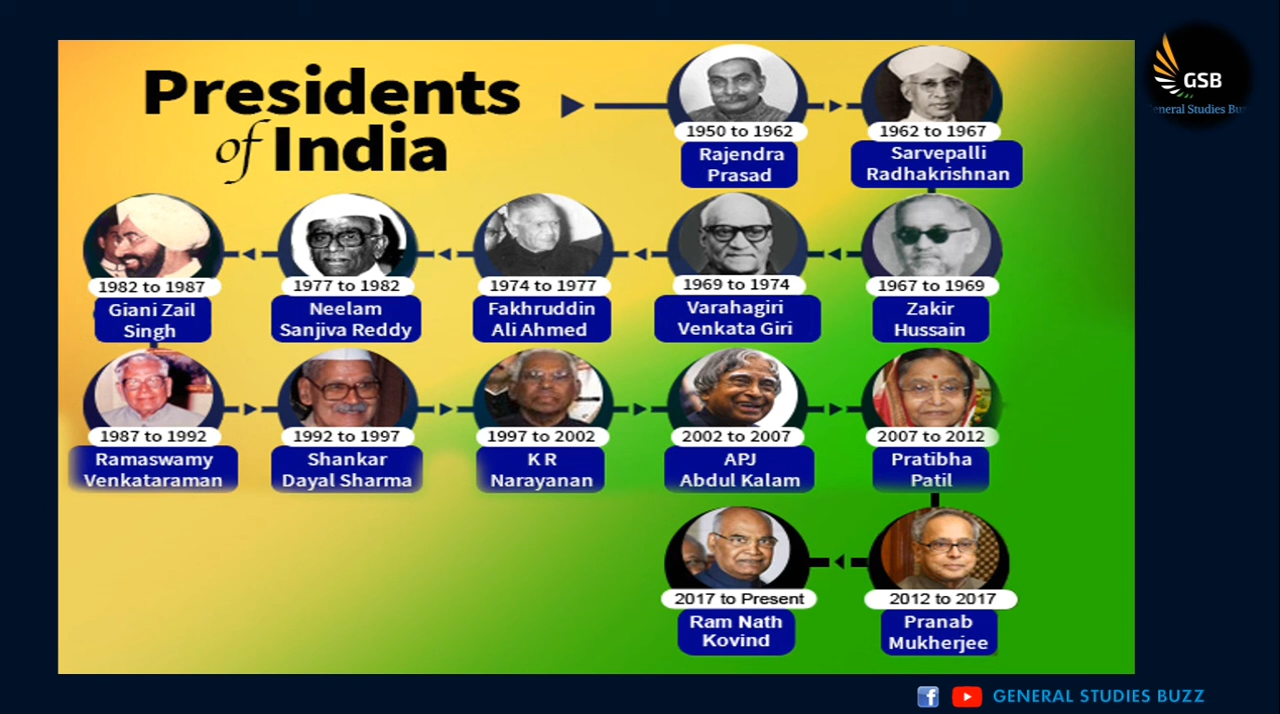 Presidents
of India
1950 to 1962
Rajendra
Prasad
1962 to 1967
Sarvepalli
Radhakrishnan
1967 to 1969
Zakir
Hussain
1969 to 1974
Varahagiri
Venkata Giri
1974 to 1977
Fakhruddin
Ali Ahmed
1977 to 1982
Neelam
Sanjiva Reddy
1982 to 1987
Giani Zail
Singh
1987 to 1992
Ramaswamy
Venkataraman
1992 to 1997
Shankar
Dayal Sharma
1997 to 2002
K R
Narayanan
2002 to 2007
APJ
Abdul Kalam
2007 to 2012
Pratibha
Patil
2012 to 2017
Pranab
Mukherjee
2017 to Present
Ram Nath
Kovind
GSB
General Studies Buz
GENERAL STUDIES BUZZ